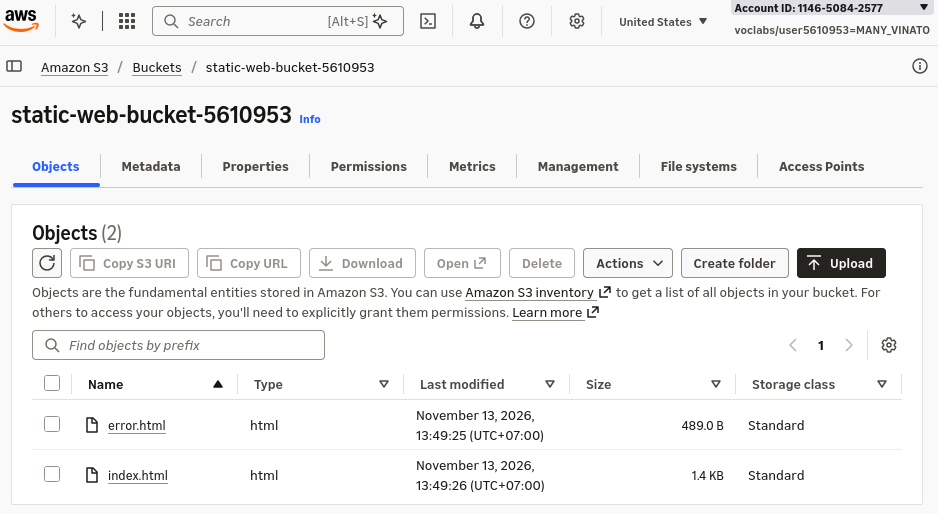 aws
Search [Alt+S]
United States
Account ID: 1146-5084-2577
voclabs/user5610953=MANY_VINATO
Amazon S3 / Buckets / static-web-bucket-5610953
static-web-bucket-5610953 Info
Objects Metadata Properties Permissions Metrics Management File systems Access Points
Objects (2)
Copy S3 URI Copy URL Download Open Delete Actions Create folder Upload
Objects are the fundamental entities stored in Amazon S3. You can use Amazon S3 inventory to get a list of all objects in your bucket. For
others to access your objects, you'll need to explicitly grant them permissions. Learn more
Find objects by prefix
1
Name Type Last modified Size Storage class
error.html html November 13, 2026, 489.0 B Standard
13:49:25 (UTC+07:00)
index.html html November 13, 2026, 1.4 KB Standard
13:49:26 (UTC+07:00)